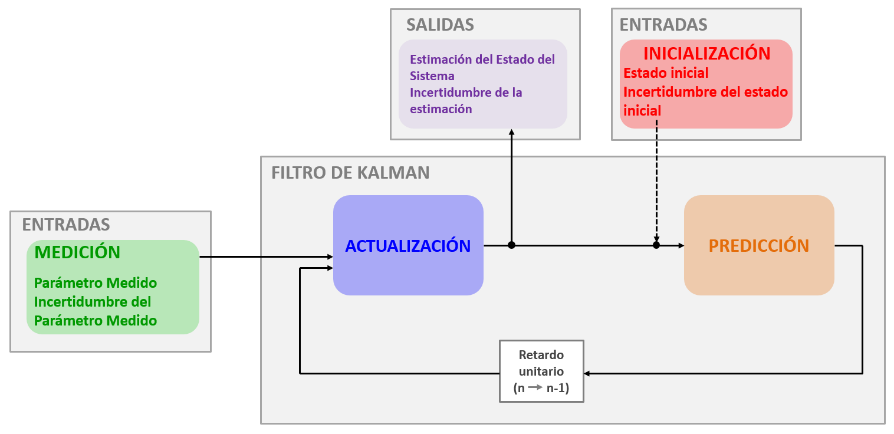 SALIDAS
Estimación del Estado del
Sistema
Incertidumbre de la
estimación
ENTRADAS
INICIALIZACIÓN
Estado inicial
Incertidumbre del estado
inicial
FILTRO DE KALMAN
ENTRADAS
MEDICIÓN
Parámetro Medido
Incertidumbre del
Parámetro Medido
ACTUALIZACIÓN
PREDICCIÓN
Retardo
unitario
(n → n-1)